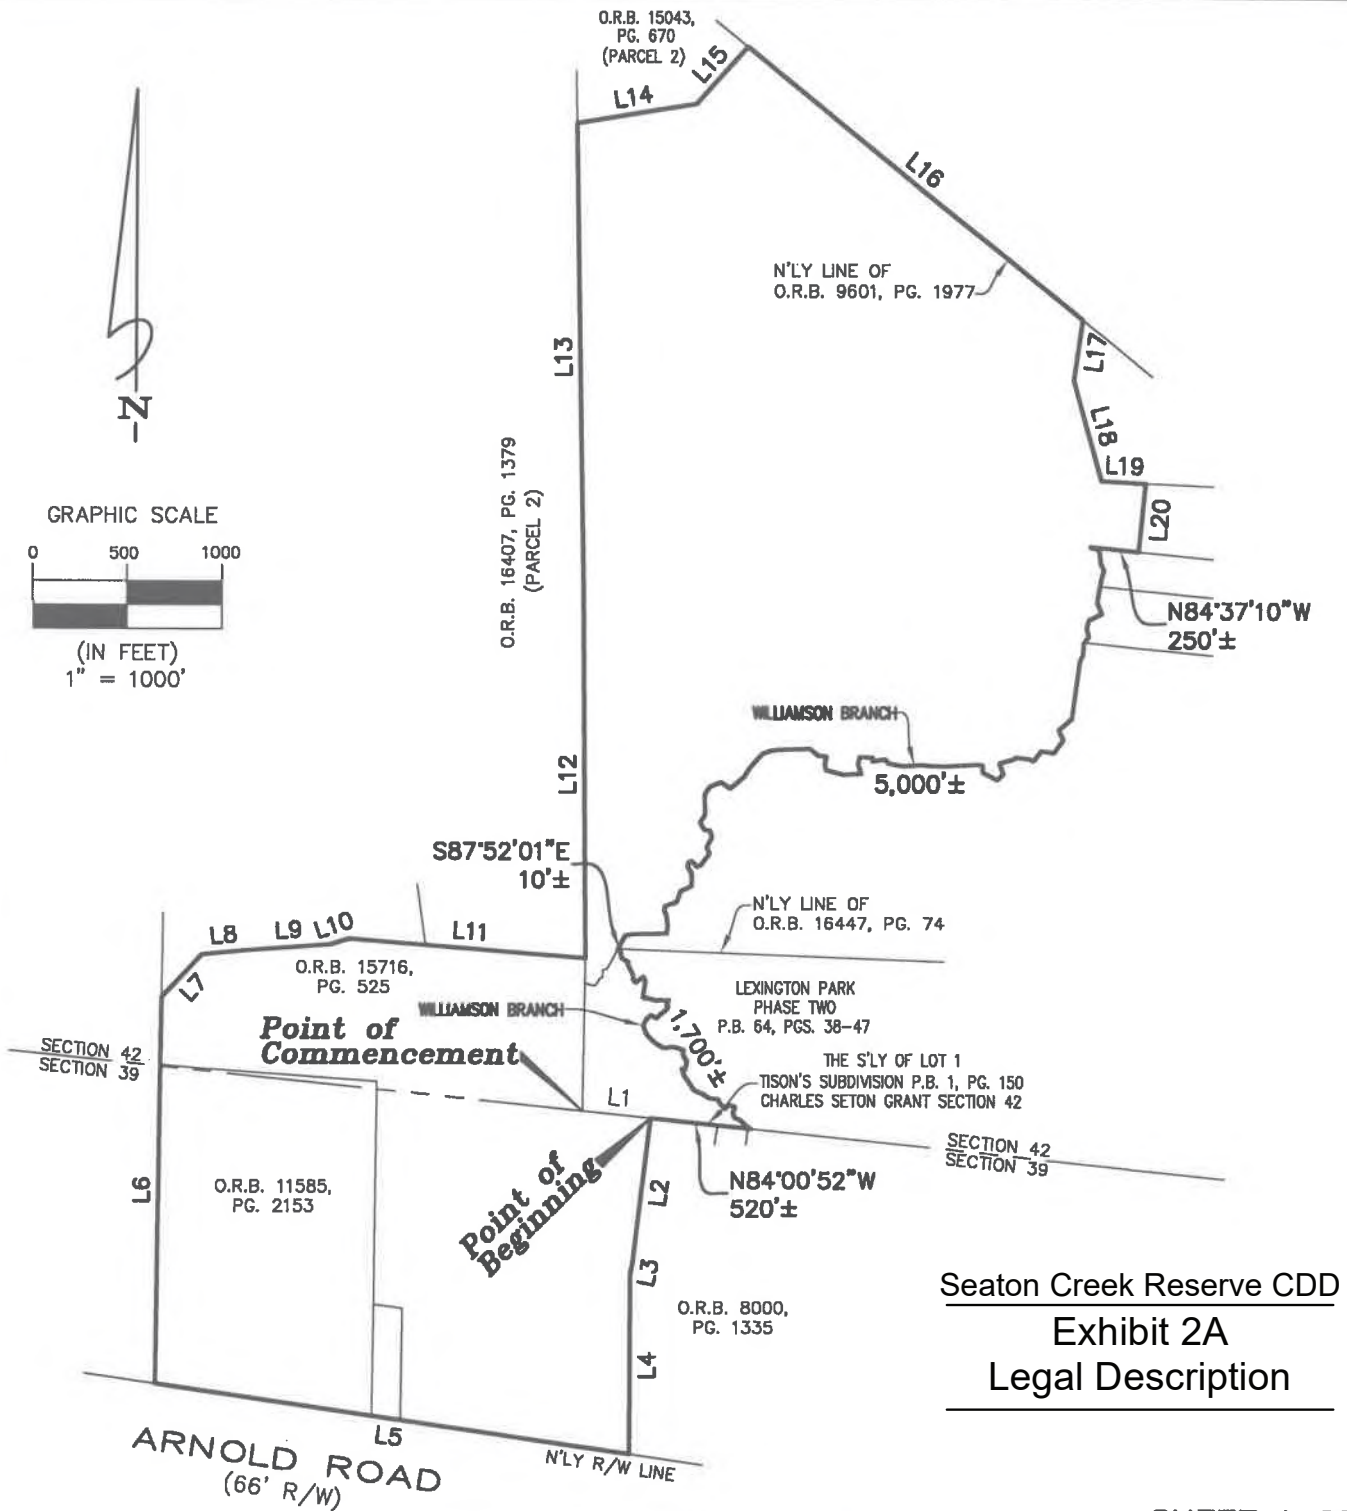 O.R.B. 15043,
PG. 670
(PARCEL 2)
L15
L14
L16
N'LY LINE OF
O.R.B. 9601, PG. 1977
L13
L17
L18
L19
L20
N
GRAPHIC SCALE
0 500 1000
(IN FEET)
1" = 1000'
O.R.B. 16407, PG. 1379
(PARCEL 2)
N84°37'10"W
250'±
WILLIAMSON BRANCH
5,000'±
L12
S87°52'01"E
10'±
N'LY LINE OF
O.R.B. 16447, PG. 74
L8
L9
L10
L11
L7
O.R.B. 15716,
PG. 525
LEXINGTON PARK
PHASE TWO
P.B. 64, PGS. 38-47
WILLIAMSON BRANCH
1,700'±
Point of
Commencement
SECTION 42
SECTION 39
THE S'LY OF LOT 1
TISON'S SUBDIVISION P.B. 1, PG. 150
CHARLES SETON GRANT SECTION 42
L1
SECTION 42
SECTION 39
L6
O.R.B. 11585,
PG. 2153
Point of
Beginning
L2
N84°00'52"W
520'±
L3
O.R.B. 8000,
PG. 1335
L4
Seaton Creek Reserve CDD
Exhibit 2A
Legal Description
L5
ARNOLD ROAD
(66' R/W)
N'LY R/W LINE